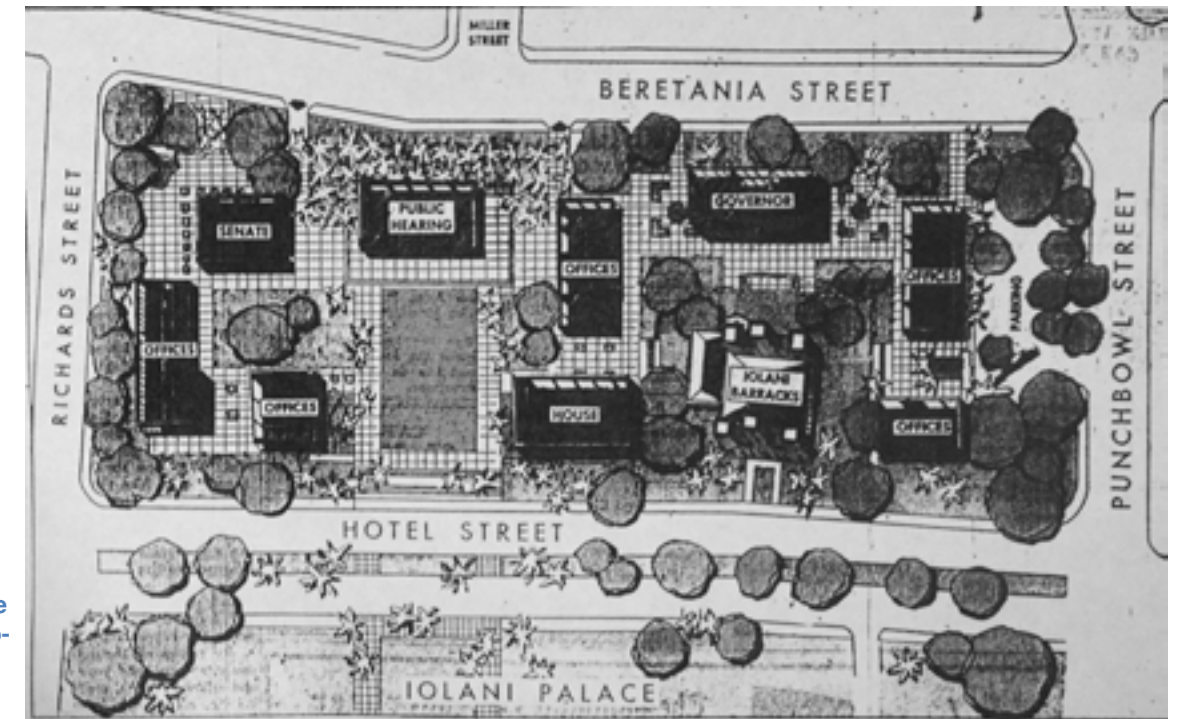 MILLER
STREET
BERETANIA STREET
RICHARDS STREET
PUNCHBOWL STREET
SENATE
PUBLIC
HEARING
GOVERNOR
OFFICES
OFFICES
PARKING
OFFICES
OFFICES
HOUSE
IOLANI
BARRACKS
OFFICES
HOTEL STREET
IOLANI PALACE